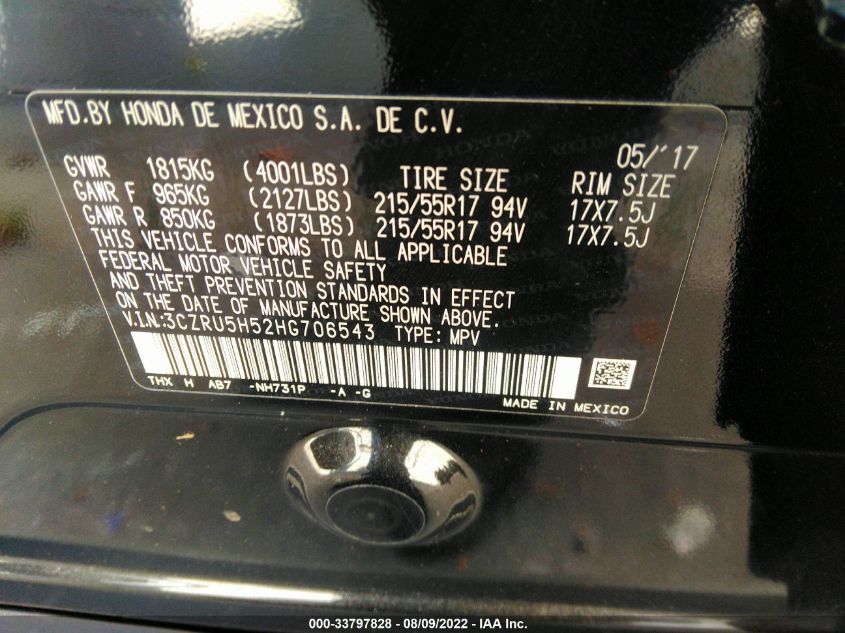 MFD.BY HONDA DE MEXICO S.A. DE C.V.
05/'17
GVWR 1815KG (4001LBS) TIRE SIZE RIM SIZE
GAWR F 965KG (2127LBS) 215/55R17 94V 17X7.5J
GAWR R 850KG (1873LBS) 215/55R17 94V 17X7.5J
THIS VEHICLE CONFORMS TO ALL APPLICABLE
FEDERAL MOTOR VEHICLE SAFETY
AND THEFT PREVENTION STANDARDS IN EFFECT
ON THE DATE OF MANUFACTURE SHOWN ABOVE.
V.I.N:3CZRU5H52HG706543 TYPE: MPV
THX H AB7 -NH731P -A -G
MADE IN MEXICO
000-33797828 - 08/09/2022 - IAA Inc.